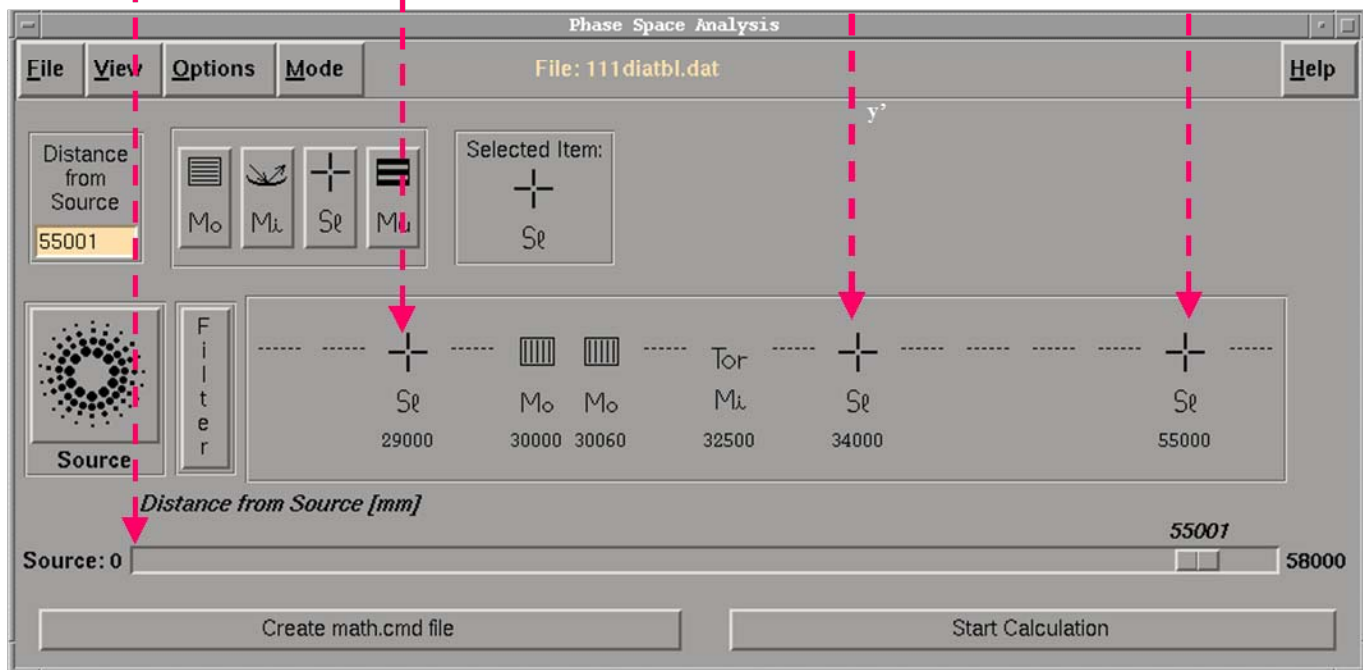 Phase Space Analysis
File View Options Mode File: 111diatbl.dat Help
y’
Distance from Source
55001
Mo Mi Sl Mu
Selected Item:
Sl
Source
Filter
Sl Mo Mo Tor Mi Sl Sl
29000 30000 30060 32500 34000 55000
Distance from Source [mm]
55001
Source: 0 58000
Create math.cmd file Start Calculation